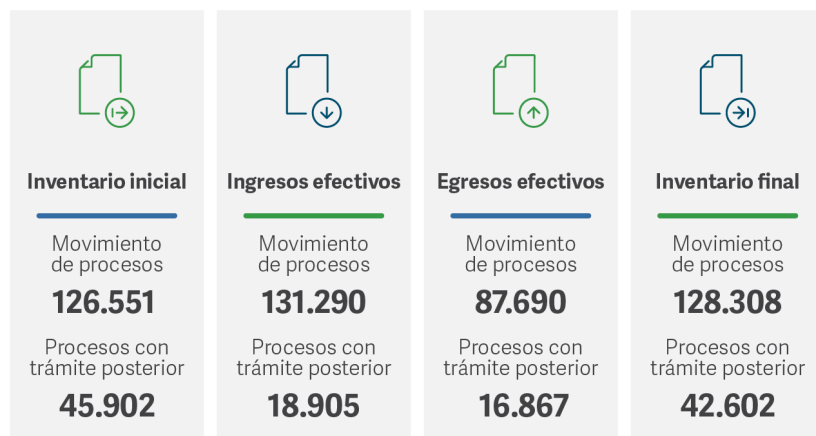 Inventario inicial
Movimiento
de procesos
126.551
Procesos con
trámite posterior
45.902
Ingresos efectivos
Movimiento
de procesos
131.290
Procesos con
trámite posterior
18.905
Egresos efectivos
Movimiento
de procesos
87.690
Procesos con
trámite posterior
16.867
Inventario final
Movimiento
de procesos
128.308
Procesos con
trámite posterior
42.602